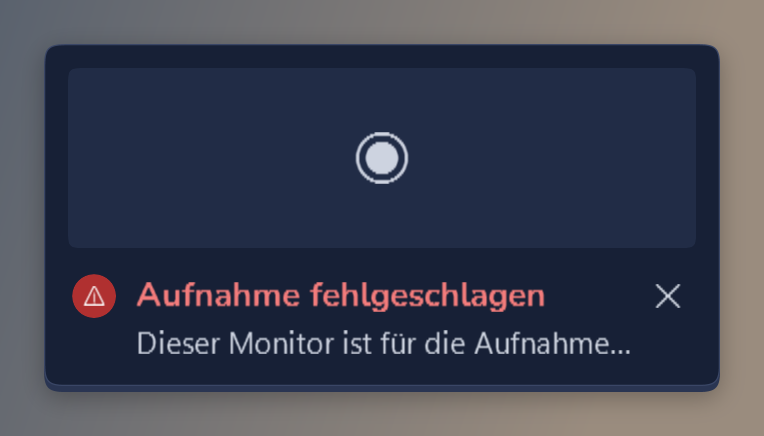 Aufnahme fehlgeschlagen
Dieser Monitor ist für die Aufnahme...